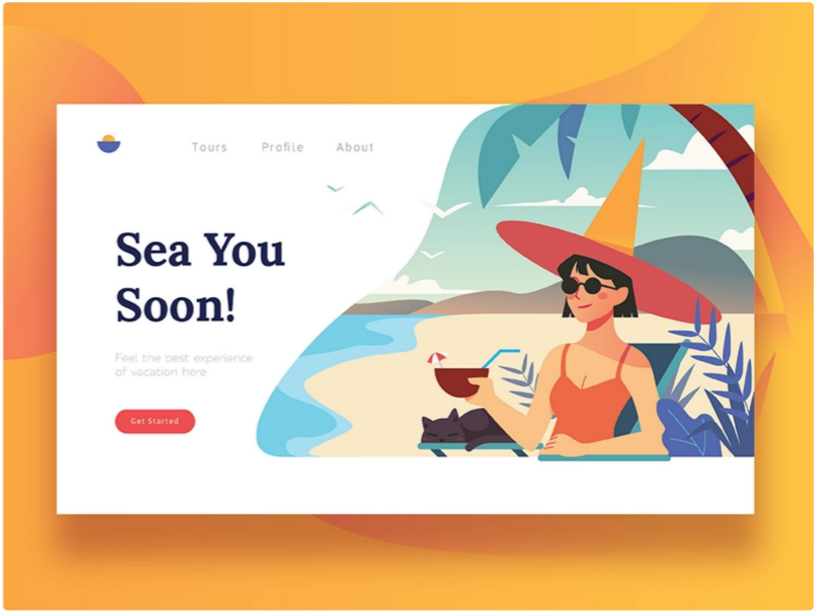 Tours Profile About
Sea You
Soon!
Feel the best experience
of vacation here
Get Started